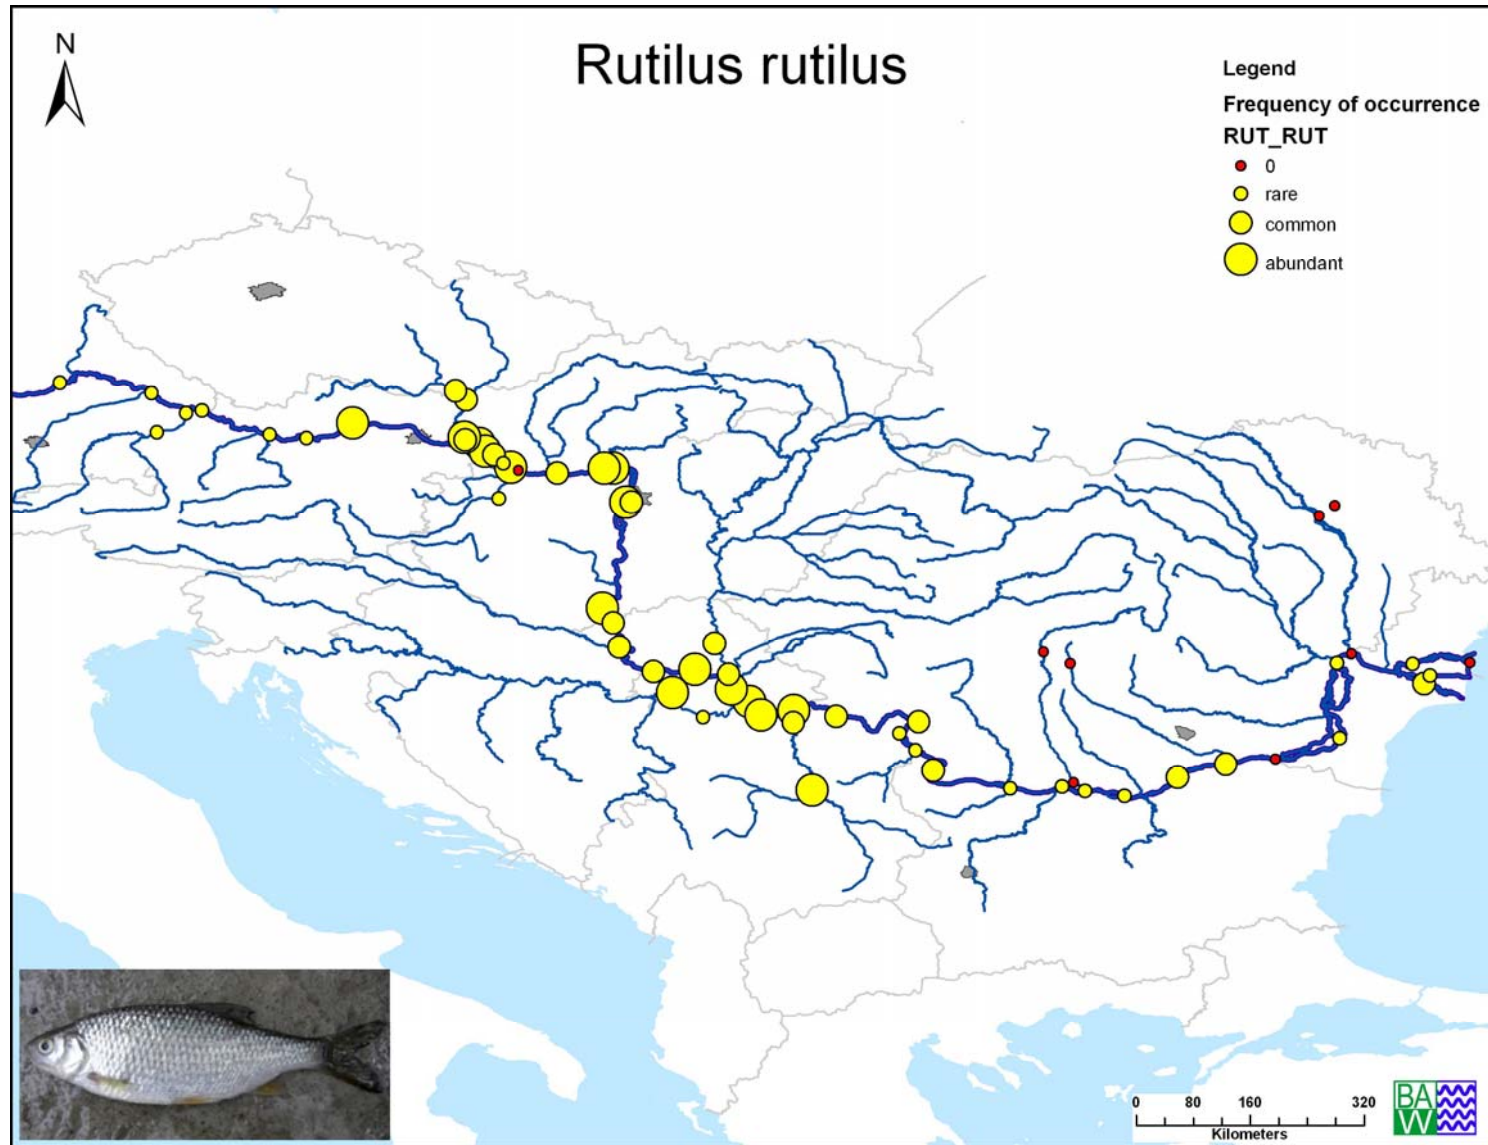 N
Rutilus rutilus
Legend
Frequency of occurrence
RUT_RUT
0
rare
common
abundant
0 80 160 320
Kilometers
BA
W